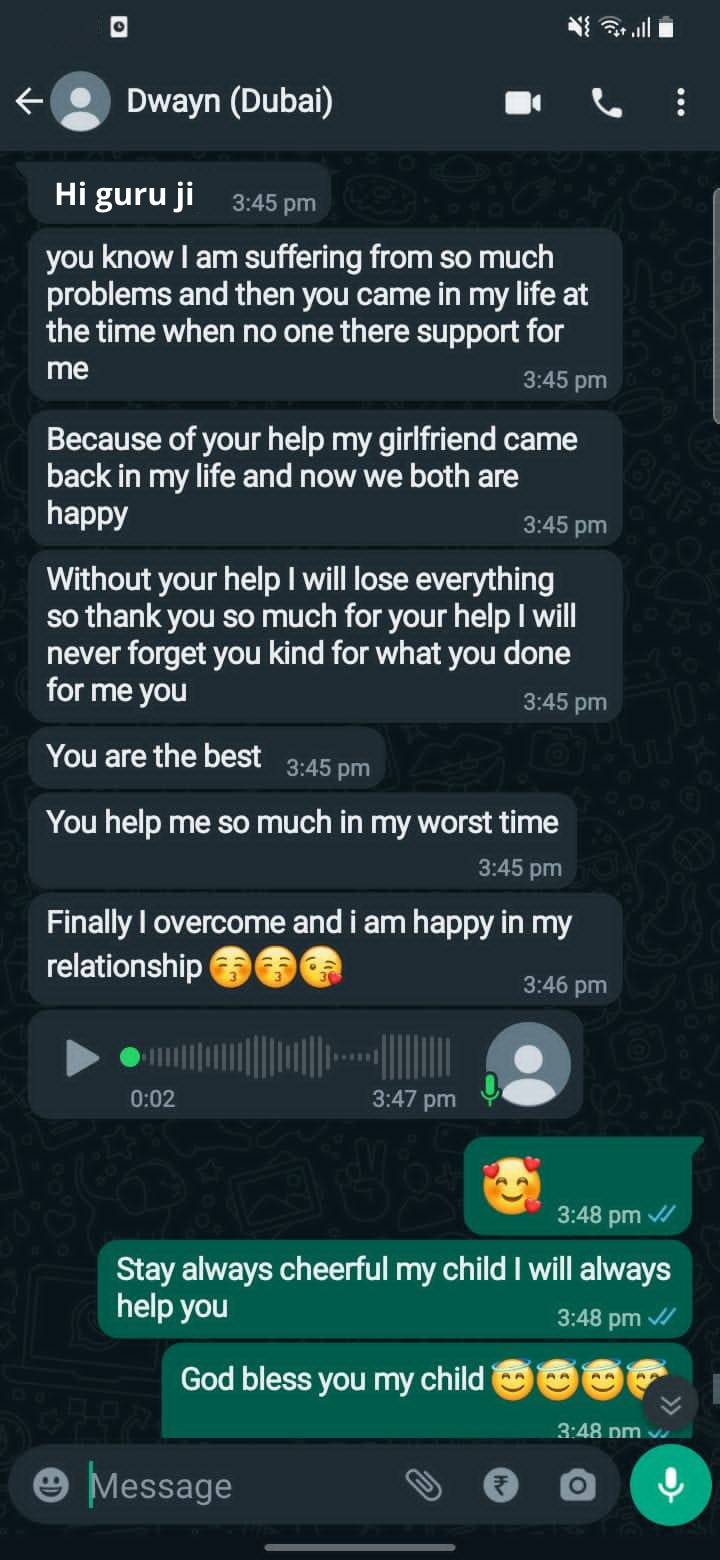 Dwayn (Dubai)
Hi guru ji 3:45 pm
you know I am suffering from so much
problems and then you came in my life at
the time when no one there support for
me
3:45 pm
Because of your help my girlfriend came
back in my life and now we both are
happy
3:45 pm
Without your help I will lose everything
so thank you so much for your help I will
never forget you kind for what you done
for me you
3:45 pm
You are the best 3:45 pm
You help me so much in my worst time
3:45 pm
Finally I overcome and i am happy in my
relationship 😚😚😘
3:46 pm
0:02 3:47 pm
🥰 3:48 pm
Stay always cheerful my child I will always
help you
3:48 pm
God bless you my child 😇😇😇😇
3:48 pm
Message